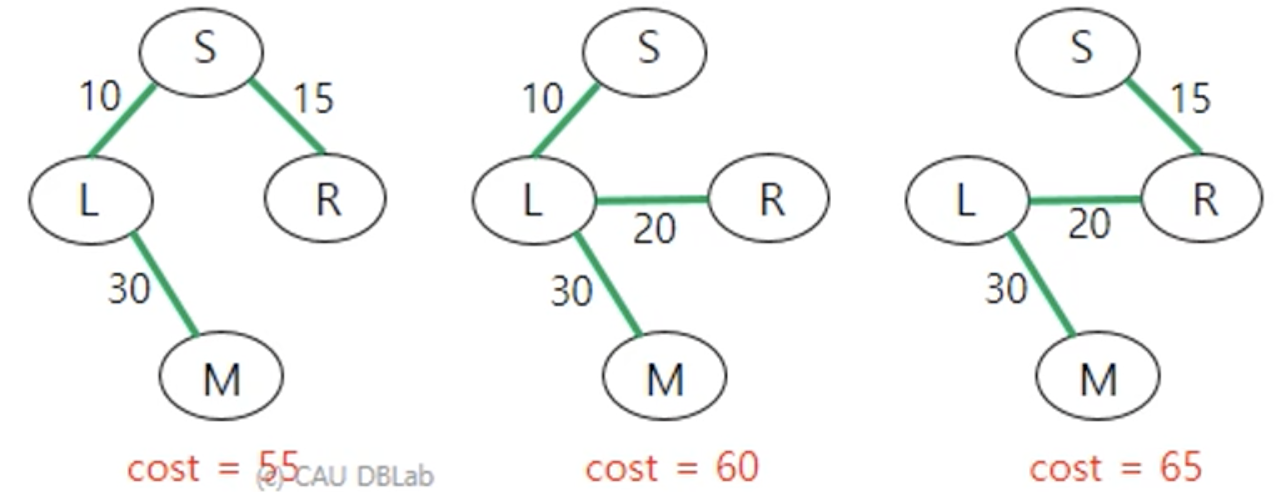 S
10
15
L
R
30
M
cost = 55
S
10
L
R
20
30
M
cost = 60
S
15
L
R
20
30
M
cost = 65
(c) CAU DBLab